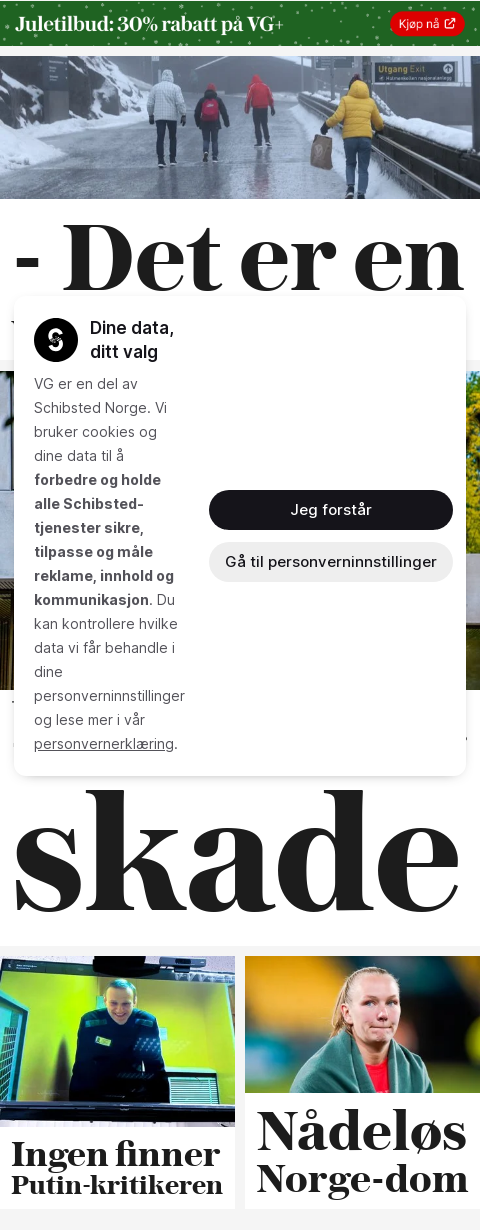 Juletilbud: 30% rabatt på VG+
Kjøp nå
Utgang Exit
- Det er en
Dine data,
ditt valg
VG er en del av
Schibsted Norge. Vi
bruker cookies og
dine data til å
forbedre og holde
alle Schibsted-
tjenester sikre,
tilpasse og måle
reklame, innhold og
kommunikasjon. Du
kan kontrollere hvilke
data vi får behandle i
dine
personverninnstillinger
og lese mer i vår
personvernerklæring.
Jeg forstår
Gå til personverninnstillinger
skade
Ingen finner
Putin-kritikeren
Nådeløs
Norge-dom